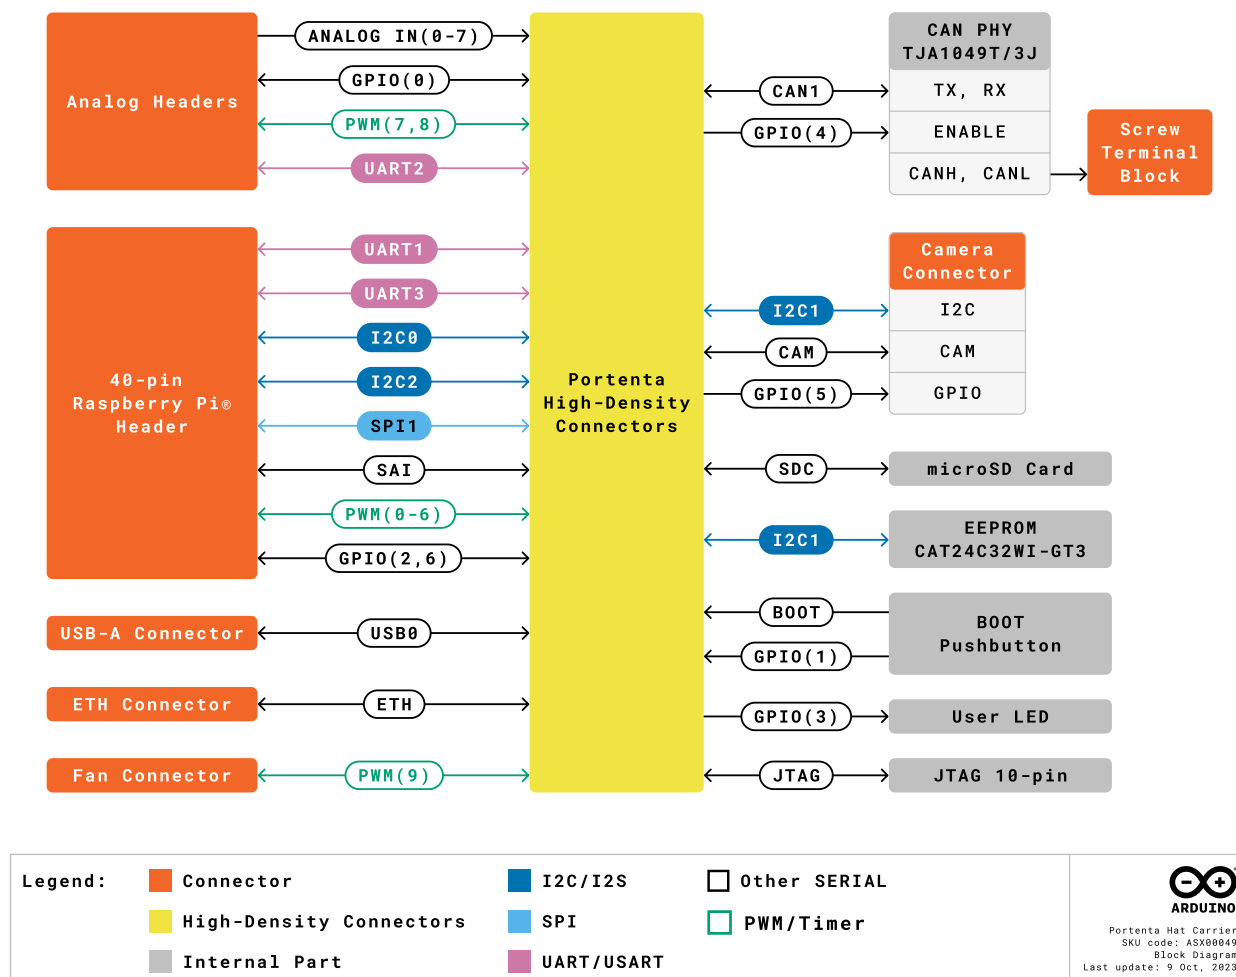 Analog Headers
ANALOG IN(0-7)
GPIO(0)
PWM(7,8)
UART2
40-pin
Raspberry Pi®
Header
UART1
UART3
I2C0
I2C2
SPI1
SAI
PWM(0-6)
GPIO(2,6)
USB-A Connector
USB0
ETH Connector
ETH
Fan Connector
PWM(9)
Portenta
High-Density
Connectors
CAN1
GPIO(4)
CAN PHY
TJA1049T/3J
TX, RX
ENABLE
CANH, CANL
Screw
Terminal
Block
I2C1
CAM
GPIO(5)
Camera
Connector
I2C
CAM
GPIO
SDC
microSD Card
I2C1
EEPROM
CAT24C32WI-GT3
BOOT
GPIO(1)
BOOT
Pushbutton
GPIO(3)
User LED
JTAG
JTAG 10-pin
Legend:
Connector
High-Density Connectors
Internal Part
I2C/I2S
SPI
UART/USART
Other SERIAL
PWM/Timer
ARDUINO
Portenta Hat Carrier
SKU code: ASX00049
Block Diagram
Last update: 9 Oct, 2023